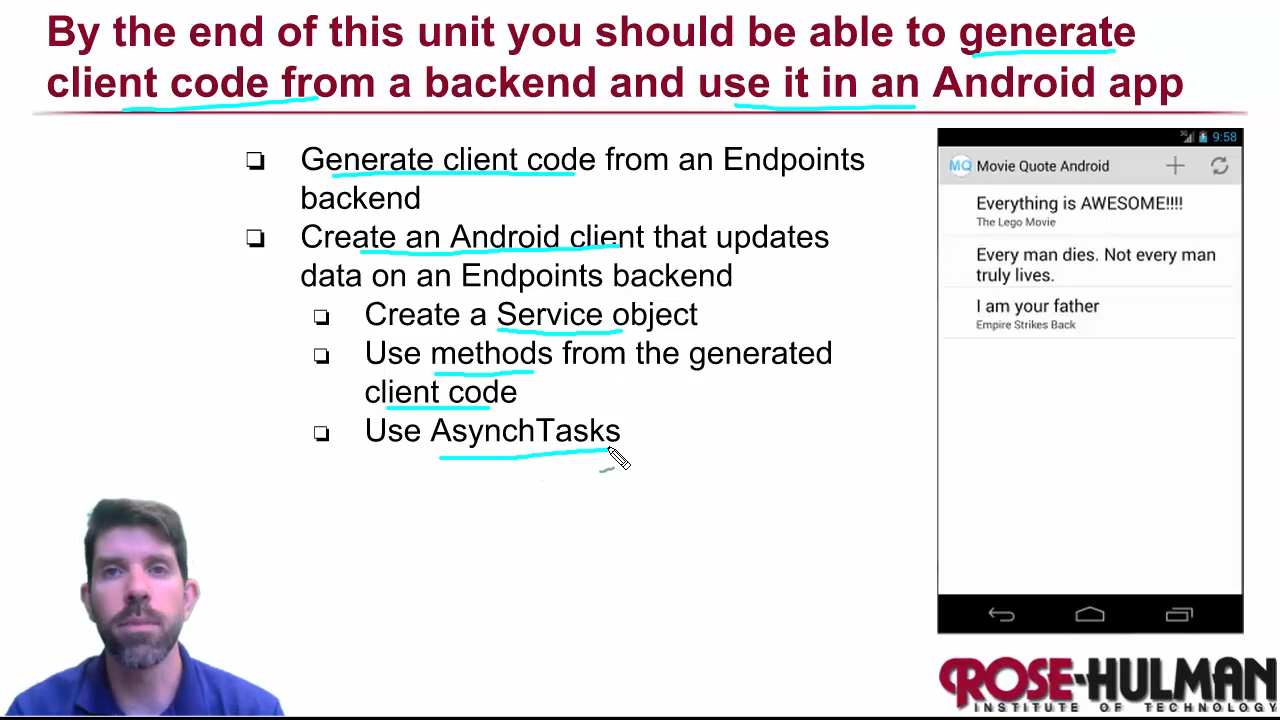 By the end of this unit you should be able to generate
client code from a backend and use it in an Android app
Generate client code from an Endpoints
backend
Create an Android client that updates
data on an Endpoints backend
Create a Service object
Use methods from the generated
client code
Use AsynchTasks
3G 9:58
MQ Movie Quote Android
Everything is AWESOME!!!!
The Lego Movie
Every man dies. Not every man
truly lives.
I am your father
Empire Strikes Back
ROSE-HULMAN
INSTITUTE OF TECHNOLOGY